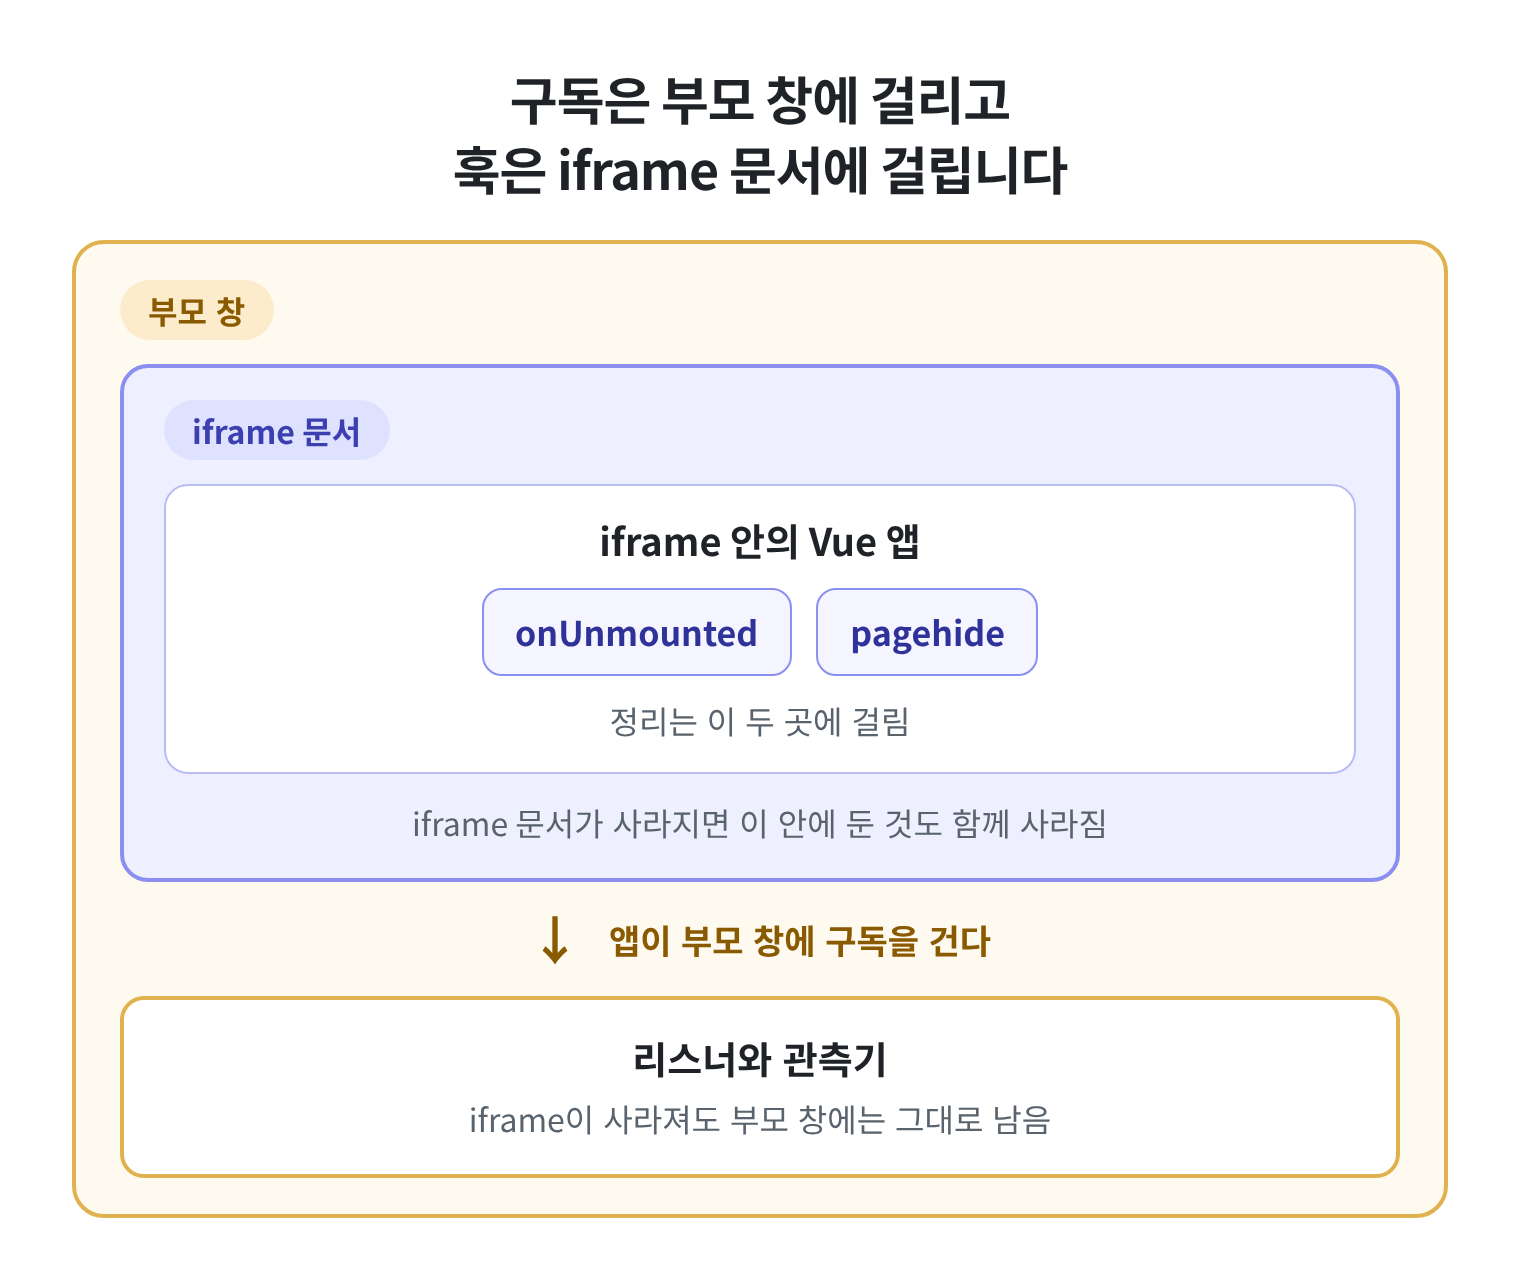 구독은 부모 창에 걸리고
훅은 iframe 문서에 걸립니다
부모 창
iframe 문서
iframe 안의 Vue 앱
onUnmounted
pagehide
정리는 이 두 곳에 걸림
iframe 문서가 사라지면 이 안에 둔 것도 함께 사라짐
↓ 앱이 부모 창에 구독을 건다
리스너와 관측기
iframe이 사라져도 부모 창에는 그대로 남음